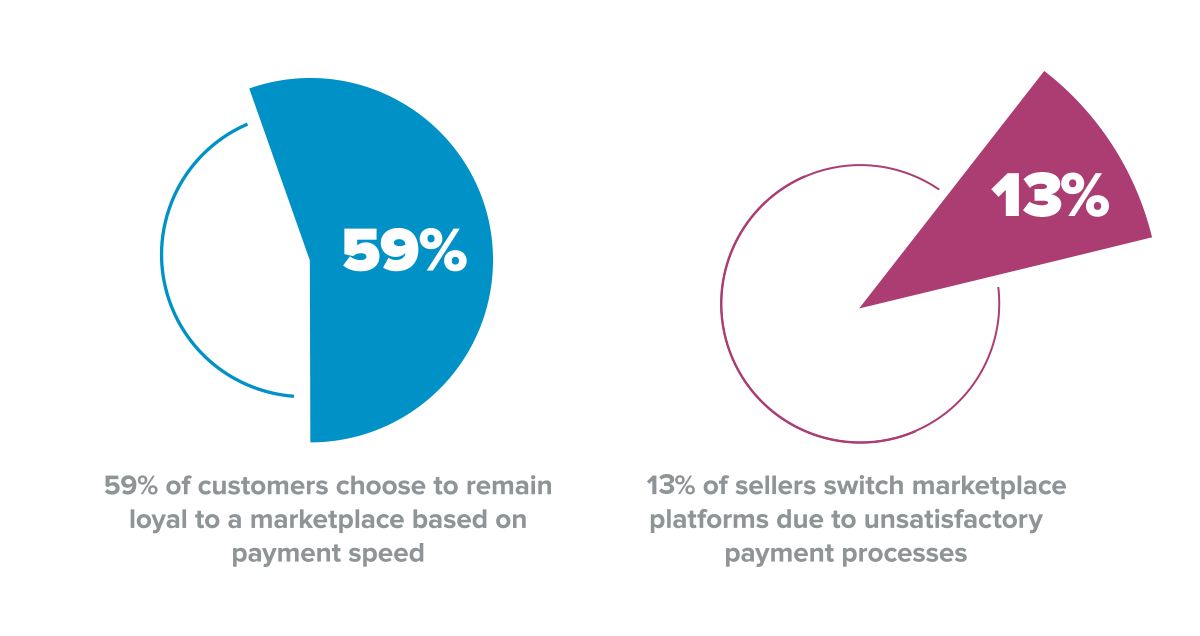 59%
59% of customers choose to remain
loyal to a marketplace based on
payment speed
13%
13% of sellers switch marketplace
platforms due to unsatisfactory
payment processes